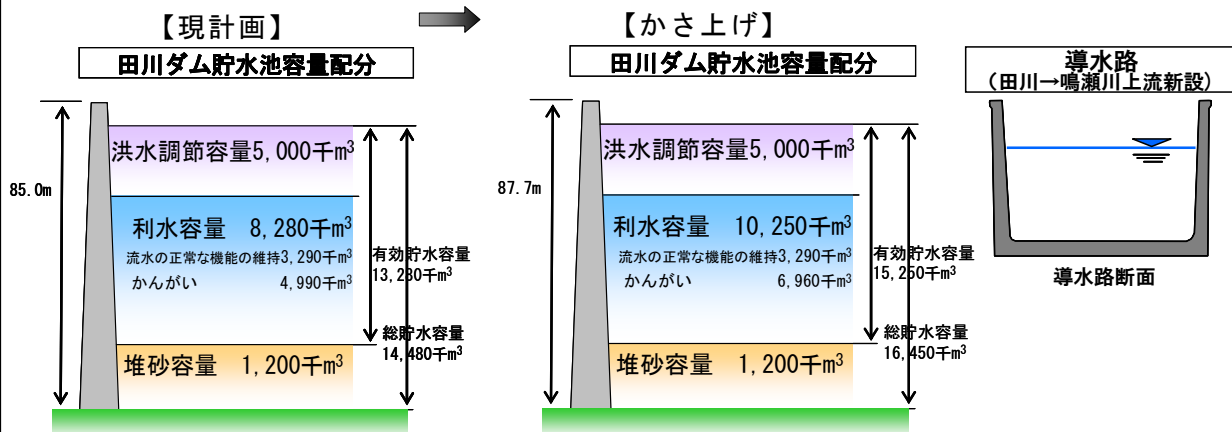 【現計画】
田川ダム貯水池容量配分
85.0m
洪水調節容量5,000千m³
利水容量 8,280千m³
流水の正常な機能の維持3,290千m³
かんがい 4,990千m³
有効貯水容量
13,280千m³
総貯水容量
14,480千m³
堆砂容量 1,200千m³
【かさ上げ】
田川ダム貯水池容量配分
87.7m
洪水調節容量5,000千m³
利水容量 10,250千m³
流水の正常な機能の維持3,290千m³
かんがい 6,960千m³
有効貯水容量
15,250千m³
総貯水容量
16,450千m³
堆砂容量 1,200千m³
導水路
(田川→鳴瀬川上流新設)
導水路断面